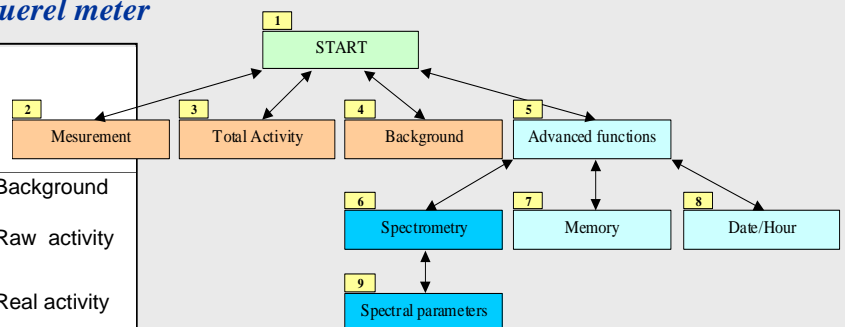 uerel meter
1
START
2
3
4
5
Mesurement
Total Activity
Background
Advanced functions
Background
Raw activity
Real activity
6
7
8
Spectrometry
Memory
Date/Hour
9
Spectral parameters